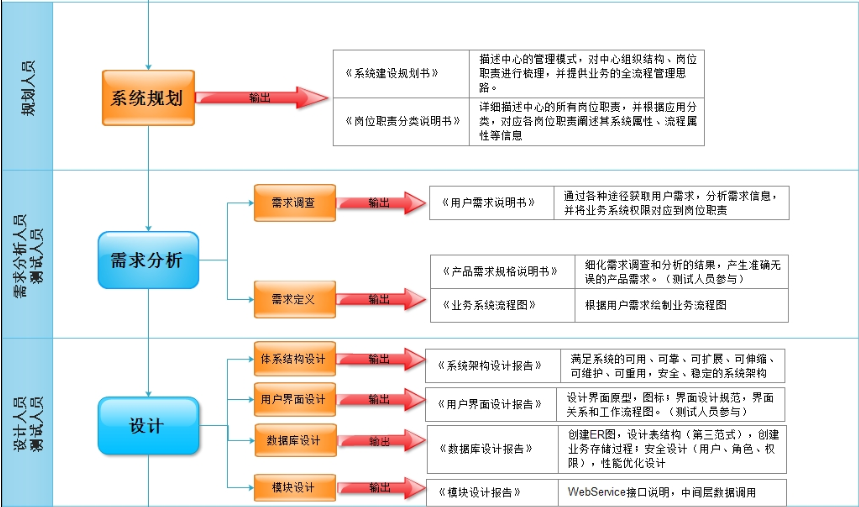 规划人员
系统规划
输出
《系统建设规划书》
描述中心的管理模式，对中心组织结构、岗位
职责进行梳理，并提供业务的全流程管理思
路。
《岗位职责分类说明书》
详细描述中心的所有岗位职责，并根据应用分
类，对应各岗位职责阐述其系统属性、流程属
性等信息
需求分析人员
测试人员
需求分析
需求调查
输出
《用户需求说明书》
通过各种途径获取用户需求，分析需求信息，
并将业务系统权限对应到岗位职责
需求定义
输出
《产品需求规格说明书》
细化需求调查和分析的结果，产生准确无
误的产品需求。（测试人员参与）
《业务系统流程图》
根据用户需求绘制业务流程图
设计人员
测试人员
设计
体系结构设计
输出
《系统架构设计报告》
满足系统的可用、可靠、可扩展、可伸缩、
可维护、可重用，安全、稳定的系统架构
用户界面设计
输出
《用户界面设计报告》
设计界面原型，图标；界面设计规范，界面
关系和工作流程图。（测试人员参与）
数据库设计
输出
《数据库设计报告》
创建ER图，设计表结构（第三范式），创建
业务存储过程；安全设计（用户、角色、权
限），性能优化设计
模块设计
输出
《模块设计报告》
WebService接口说明，中间层数据调用